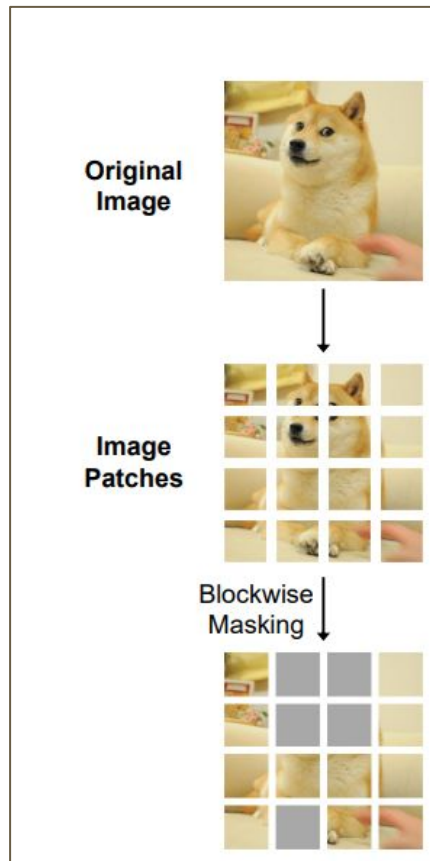 Original
Image
Image
Patches
Blockwise
Masking